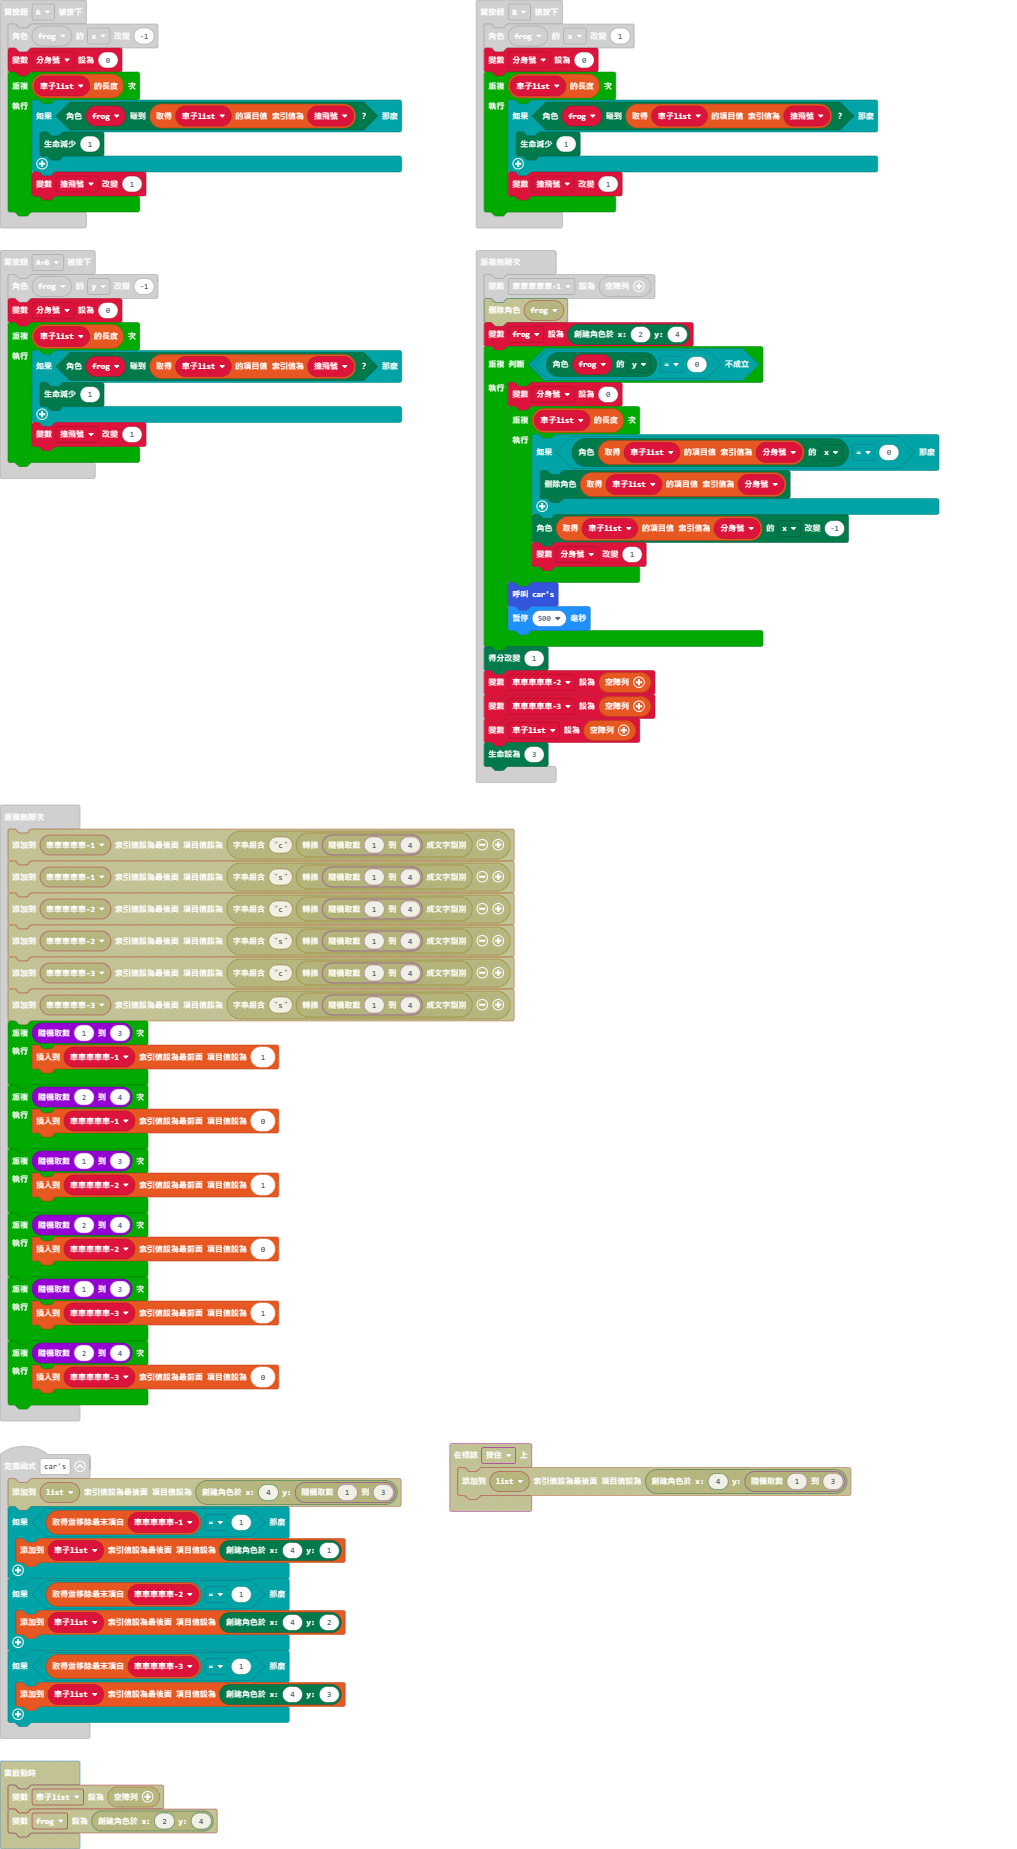 當按鈕 A 被按下
角色 frog 的 x 改變 -1
變數 分身號 設為 0
重複 車子list 的長度 次
執行
如果 角色 frog 碰到 取得 車子list 的項目值 索引值為 撞飛號 ? 那麼
生命減少 1
變數 撞飛號 改變 1
當按鈕 B 被按下
角色 frog 的 x 改變 1
變數 分身號 設為 0
重複 車子list 的長度 次
執行
如果 角色 frog 碰到 取得 車子list 的項目值 索引值為 撞飛號 ? 那麼
生命減少 1
變數 撞飛號 改變 1
當按鈕 A+B 被按下
角色 frog 的 y 改變 -1
變數 分身號 設為 0
重複 車子list 的長度 次
執行
如果 角色 frog 碰到 取得 車子list 的項目值 索引值為 撞飛號 ? 那麼
生命減少 1
變數 撞飛號 改變 1
重複無限次
變數 車車車車車-1 設為 空陣列
刪除角色 frog
變數 frog 設為 創建角色於 x: 2 y: 4
重複 判斷 角色 frog 的 y = 0 不成立
執行
變數 分身號 設為 0
重複 車子list 的長度 次
執行
如果 角色 取得 車子list 的項目值 索引值為 分身號 的 x = 0 那麼
刪除角色 取得 車子list 的項目值 索引值為 分身號
角色 取得 車子list 的項目值 索引值為 分身號 的 x 改變 -1
變數 分身號 改變 1
呼叫 car's
暫停 500 毫秒
得分改變 1
變數 車車車車車-2 設為 空陣列
變數 車車車車車-3 設為 空陣列
變數 車子list 設為 空陣列
生命設為 3
重複無限次
添加到 車車車車車-1 索引值設為最後面 項目值設為 字串組合 "c" 轉換 隨機取數 1 到 4 成文字型別
添加到 車車車車車-1 索引值設為最後面 項目值設為 字串組合 "s" 轉換 隨機取數 1 到 4 成文字型別
添加到 車車車車車-2 索引值設為最後面 項目值設為 字串組合 "c" 轉換 隨機取數 1 到 4 成文字型別
添加到 車車車車車-2 索引值設為最後面 項目值設為 字串組合 "s" 轉換 隨機取數 1 到 4 成文字型別
添加到 車車車車車-3 索引值設為最後面 項目值設為 字串組合 "c" 轉換 隨機取數 1 到 4 成文字型別
添加到 車車車車車-3 索引值設為最後面 項目值設為 字串組合 "s" 轉換 隨機取數 1 到 4 成文字型別
重複 隨機取數 1 到 3 次
執行 插入到 車車車車車-1 索引值設為最前面 項目值設為 1
重複 隨機取數 2 到 4 次
執行 插入到 車車車車車-1 索引值設為最前面 項目值設為 0
重複 隨機取數 1 到 3 次
執行 插入到 車車車車車-2 索引值設為最前面 項目值設為 1
重複 隨機取數 2 到 4 次
執行 插入到 車車車車車-2 索引值設為最前面 項目值設為 0
重複 隨機取數 1 到 3 次
執行 插入到 車車車車車-3 索引值設為最前面 項目值設為 1
重複 隨機取數 2 到 4 次
執行 插入到 車車車車車-3 索引值設為最前面 項目值設為 0
定義函式 car's
添加到 list 索引值設為最後面 項目值設為 創建角色於 x: 4 y: 隨機取數 1 到 3
如果 取得並移除最末項自 車車車車車-1 = 1 那麼
添加到 車子list 索引值設為最後面 項目值設為 創建角色於 x: 4 y: 1
如果 取得並移除最末項自 車車車車車-2 = 1 那麼
添加到 車子list 索引值設為最後面 項目值設為 創建角色於 x: 4 y: 2
如果 取得並移除最末項自 車車車車車-3 = 1 那麼
添加到 車子list 索引值設為最後面 項目值設為 創建角色於 x: 4 y: 3
在標誌 按住 上
添加到 list 索引值設為最後面 項目值設為 創建角色於 x: 4 y: 隨機取數 1 到 3
當啟動時
變數 車子list 設為 空陣列
變數 frog 設為 創建角色於 x: 2 y: 4